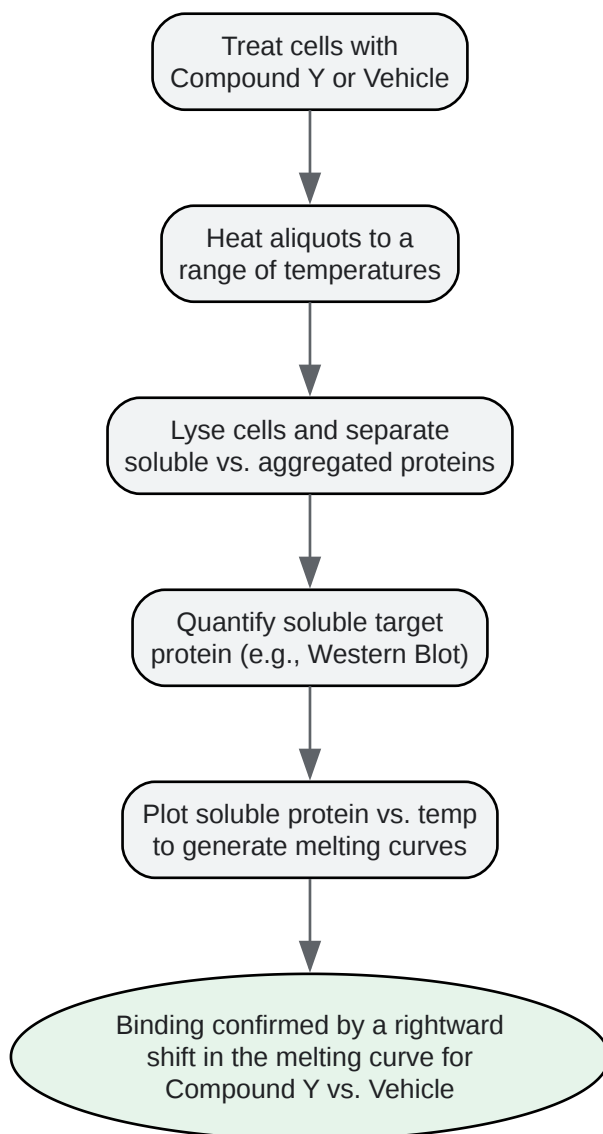 Treat cells with
Compound Y or Vehicle
Heat aliquots to a
range of temperatures
Lyse cells and separate
soluble vs. aggregated proteins
Quantify soluble target
protein (e.g., Western Blot)
Plot soluble protein vs. temp
to generate melting curves
Binding confirmed by a rightward
shift in the melting curve for
Compound Y vs. Vehicle